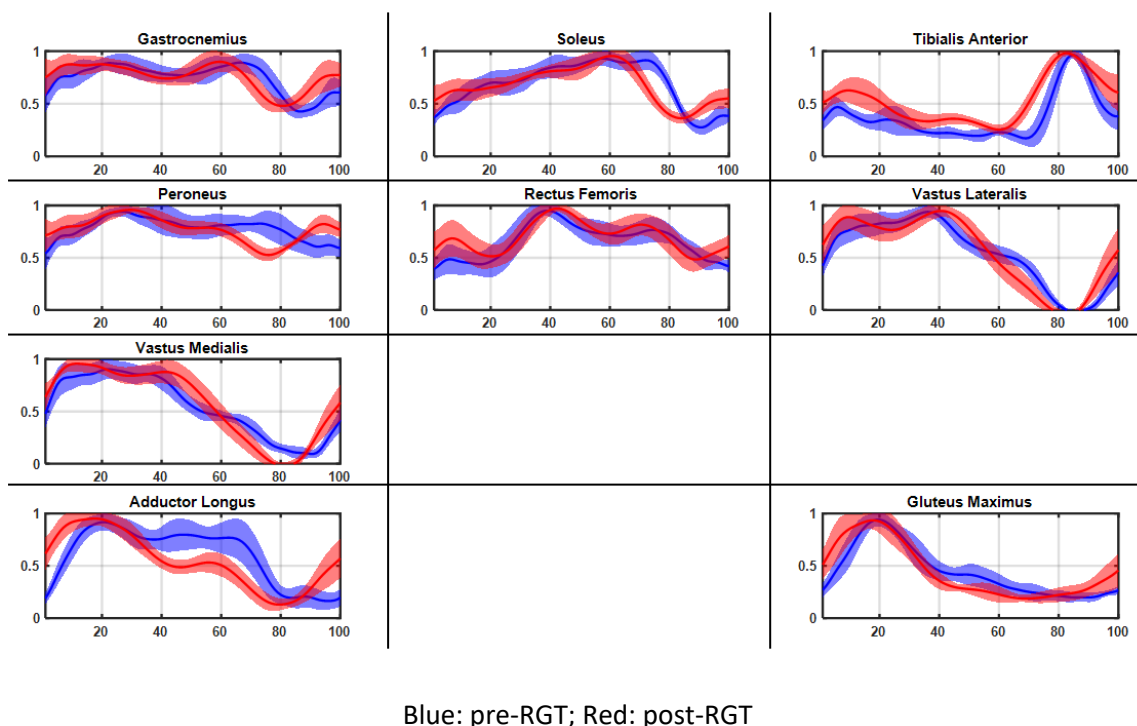 Gastrocnemius Soleus Tibialis Anterior
1 1 1
0.5 0.5 0.5
0 0 0
20 40 60 80 100 20 40 60 80 100 20 40 60 80 100
Peroneus Rectus Femoris Vastus Lateralis
1 1 1
0.5 0.5 0.5
0 0 0
20 40 60 80 100 20 40 60 80 100 20 40 60 80 100
Vastus Medialis
1
0.5
0
20 40 60 80 100
Adductor Longus Gluteus Maximus
1 1
0.5 0.5
0 0
20 40 60 80 100 20 40 60 80 100
Blue: pre-RGT; Red: post-RGT